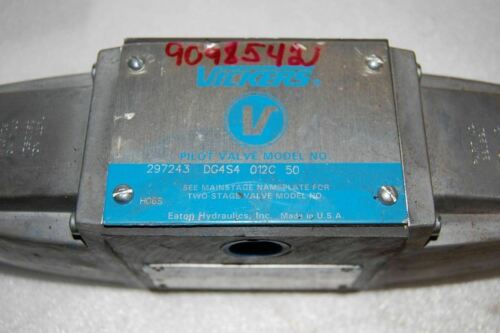 9098542
VICKERS®
V
PILOT VALVE MODEL NO.
297243 DG4S4 012C 50
SEE MAINSTAGE NAMEPLATE FOR
TWO STAGE VALVE MODEL NO.
H06S
Eaton Hydraulics, Inc. Made in U.S.A.